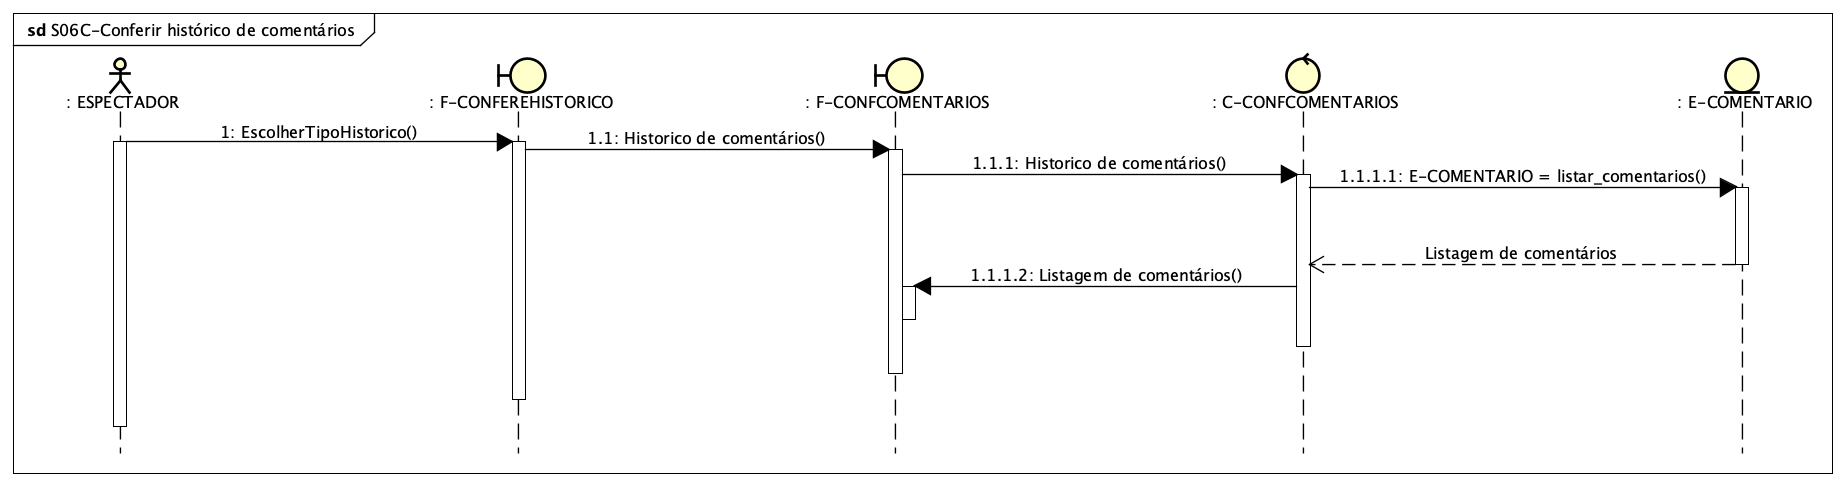 sd S06C-Conferir histórico de comentários
: ESPECTADOR
: F-CONFEREHISTORICO
: F-CONFCOMENTARIOS
: C-CONFCOMENTARIOS
: E-COMENTARIO
1: EscolherTipoHistorico()
1.1: Historico de comentários()
1.1.1: Historico de comentários()
1.1.1.1: E-COMENTARIO = listar_comentarios()
Listagem de comentários
1.1.1.2: Listagem de comentários()